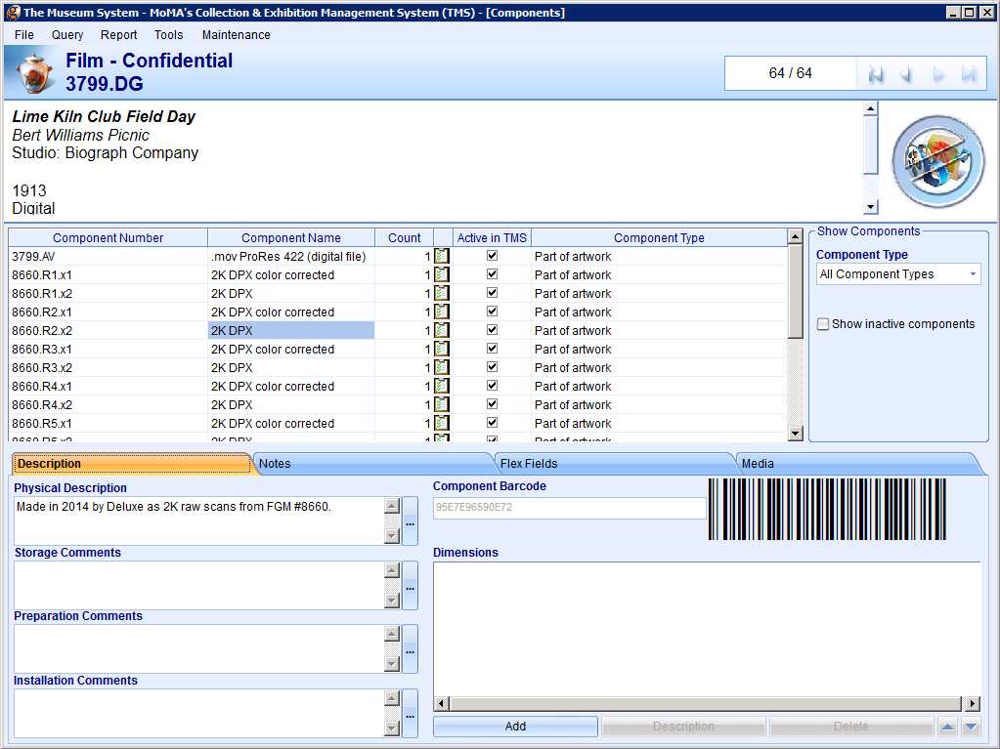 The Museum System - MoMA's Collection & Exhibition Management System (TMS) - [Components]
File Query Report Tools Maintenance
Film - Confidential
3799.DG
64 / 64
Lime Kiln Club Field Day
Bert Williams Picnic
Studio: Biograph Company
1913
Digital
Component Number Component Name Count Active in TMS Component Type
3799.AV .mov ProRes 422 (digital file) 1 Part of artwork
8660.R1.x1 2K DPX color corrected 1 Part of artwork
8660.R1.x2 2K DPX 1 Part of artwork
8660.R2.x1 2K DPX color corrected 1 Part of artwork
8660.R2.x2 2K DPX 1 Part of artwork
8660.R3.x1 2K DPX color corrected 1 Part of artwork
8660.R3.x2 2K DPX 1 Part of artwork
8660.R4.x1 2K DPX color corrected 1 Part of artwork
8660.R4.x2 2K DPX 1 Part of artwork
8660.R5.x1 2K DPX color corrected 1 Part of artwork
8660.R5.x2 2K DPX 1 Part of artwork
Show Components
Component Type
All Component Types
Show inactive components
Description Notes Flex Fields Media
Physical Description
Made in 2014 by Deluxe as 2K raw scans from FGM #8660.
...
Storage Comments
...
Preparation Comments
...
Installation Comments
...
Component Barcode
95E7E96590E72
Dimensions
Add Description Delete